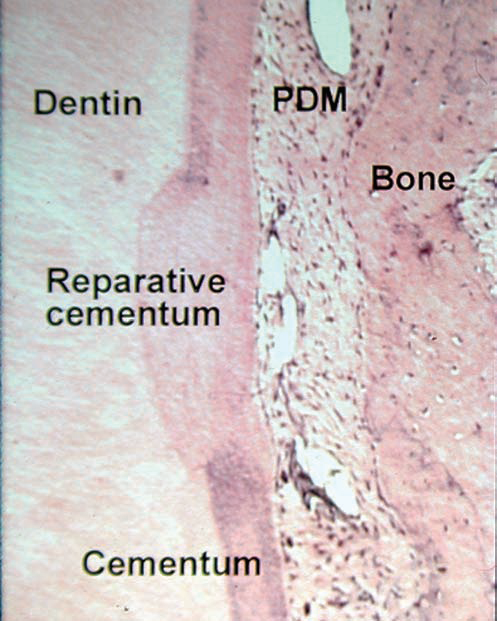 Dentin
PDM
Bone
Reparative
cementum
Cementum